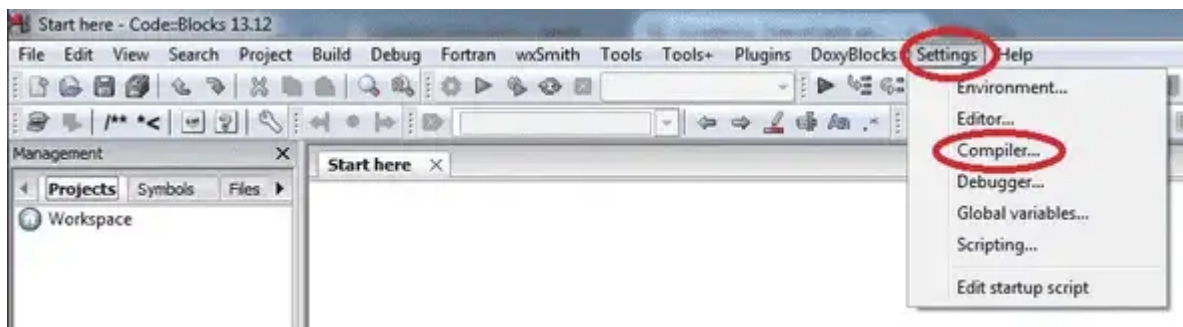 Start here - Code::Blocks 13.12
File Edit View Search Project Build Debug Fortran wxSmith Tools Tools+ Plugins DoxyBlocks Settings Help
Environment...
/** *<
Editor...
Management
Start here
Compiler...
Projects Symbols Files
Debugger...
Workspace
Global variables...
Scripting...
Edit startup script